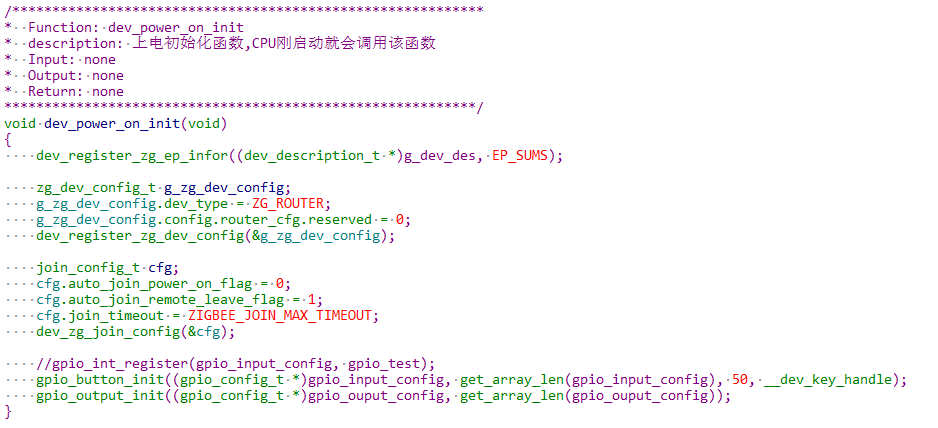 /***********************************************************
*  Function: dev_power_on_init
*  description: 上电初始化函数,CPU刚启动就会调用该函数
*  Input: none
*  Output: none
*  Return: none
***********************************************************/
void dev_power_on_init(void)
{
    dev_register_zg_ep_infor((dev_description_t *)g_dev_des, EP_SUMS);

    zg_dev_config_t g_zg_dev_config;
    g_zg_dev_config.dev_type = ZG_ROUTER;
    g_zg_dev_config.config.router_cfg.reserved = 0;
    dev_register_zg_dev_config(&g_zg_dev_config);

    join_config_t cfg;
    cfg.auto_join_power_on_flag = 0;
    cfg.auto_join_remote_leave_flag = 1;
    cfg.join_timeout = ZIGBEE_JOIN_MAX_TIMEOUT;
    dev_zg_join_config(&cfg);

    //gpio_int_register(gpio_input_config, gpio_test);
    gpio_button_init((gpio_config_t *)gpio_input_config, get_array_len(gpio_input_config), 50, __dev_key_handle);
    gpio_output_init((gpio_config_t *)gpio_ouput_config, get_array_len(gpio_ouput_config));
}